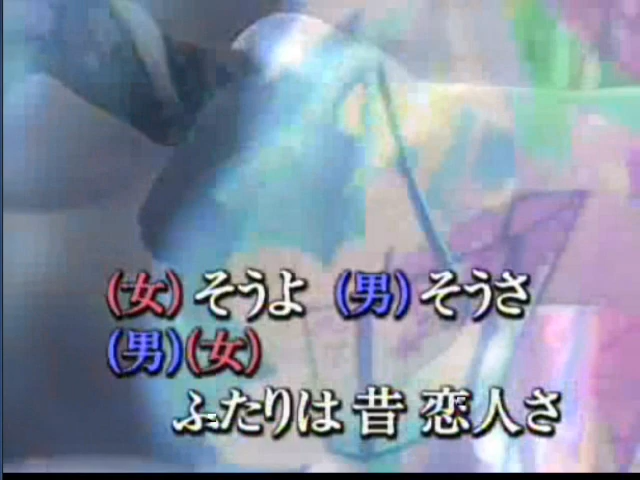 (女)そうよ (男)そうさ
(男)(女)
ふたりは 昔 恋人さ